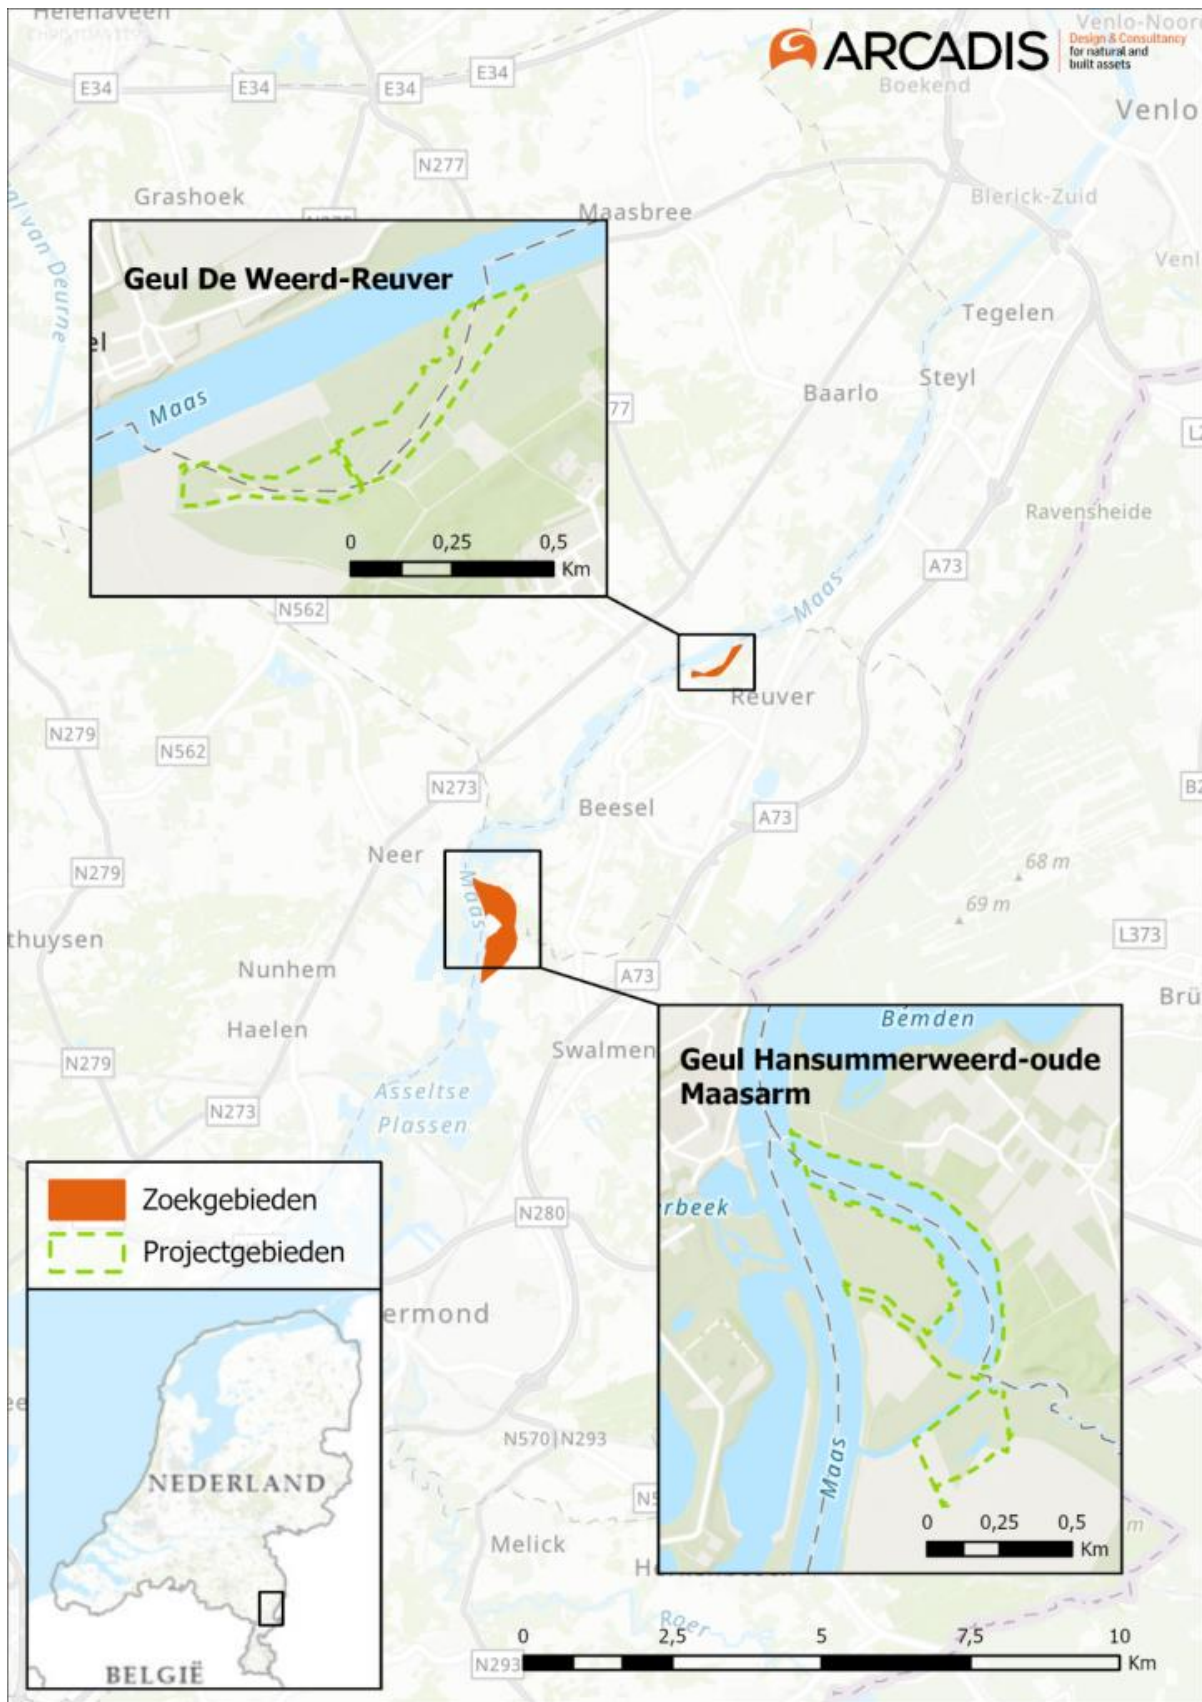 Helenaveen
Venlo-Noord
ARCADIS
Design & Consultancy
for natural and
built assets
E34
E34
E34
E34
Boekend
Venlo
N277
Grashoek
Maasbree
Blerick-Zuid
Geul De Weerd-Reuver
Maas
0 0,25 0,5
Km
Tegelen
Steyl
Baarlo
77
Ravensheide
A73
N562
Maas
Reuver
N279
N562
N273
Beesel
A73
Neer
N279
Maas
68 m
69 m
thuysen
L373
Nunhem
A73
Brü
Haelen
Swalmen
N279
N273
Asseltse
Plassen
Bemden
Geul Hansummerweerd-oude
Maasarm
rbeek
Maas
0 0,25 0,5
Km
Zoekgebieden
Projectgebieden
N280
ermond
N570|N293
Melick
NEDERLAND
BELGIË
Roer
N293
0 2,5 5 7,5 10
Km